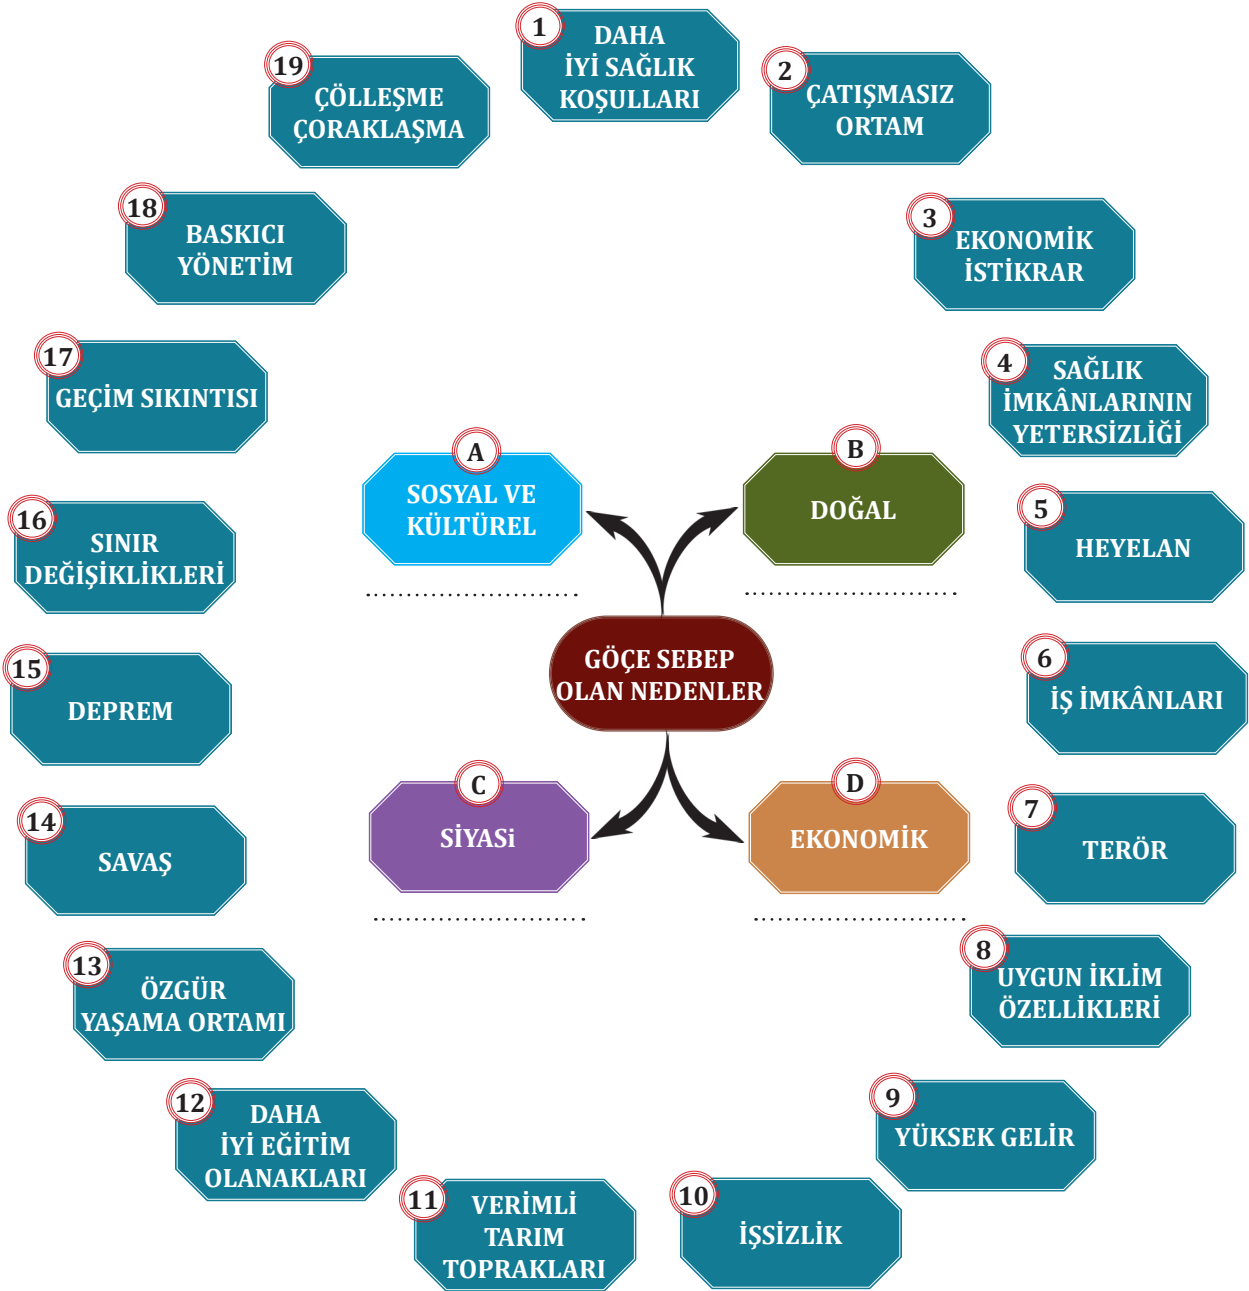 1
DAHA
İYİ SAĞLIK
KOŞULLARI
2
ÇATIŞMASIZ
ORTAM
3
EKONOMİK
İSTİKRAR
4
SAĞLIK
İMKÂNLARININ
YETERSİZLİĞİ
5
HEYELAN
6
İŞ İMKÂNLARI
7
TERÖR
8
UYGUN İKLİM
ÖZELLİKLERİ
9
YÜKSEK GELİR
10
İŞSİZLİK
11
VERİMLİ
TARIM
TOPRAKLARI
12
DAHA
İYİ EĞİTİM
OLANAKLARI
13
ÖZGÜR
YAŞAMA ORTAMI
14
SAVAŞ
15
DEPREM
16
SINIR
DEĞİŞİKLİKLERİ
17
GEÇİM SIKINTISI
18
BASKICI
YÖNETİM
19
ÇÖLLEŞME
ÇORAKLAŞMA
A
SOSYAL VE
KÜLTÜREL
B
DOĞAL
GÖÇE SEBEP
OLAN NEDENLER
C
SİYASi
D
EKONOMİK